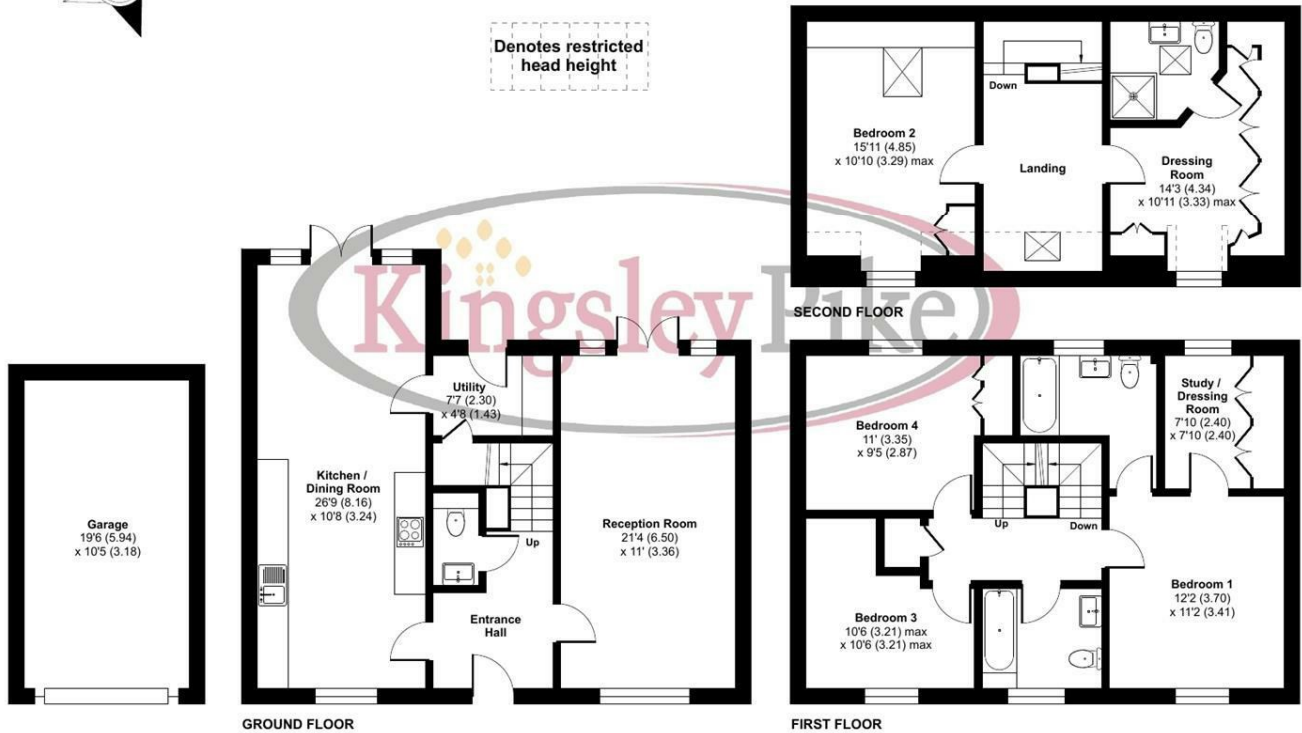 Denotes restricted
head height
Down
Bedroom 2
15'11 (4.85)
x 10'10 (3.29) max
Landing
Dressing
Room
14'3 (4.34)
x 10'11 (3.33) max
SECOND FLOOR
Kingsley Pike
Garage
19'6 (5.94)
x 10'5 (3.18)
Kitchen /
Dining Room
26'9 (8.16)
x 10'8 (3.24)
Utility
7'7 (2.30)
x 4'8 (1.43)
Up
Entrance
Hall
Reception Room
21'4 (6.50)
x 11' (3.36)
GROUND FLOOR
Bedroom 4
11' (3.35)
x 9'5 (2.87)
Study /
Dressing
Room
7'10 (2.40)
x 7'10 (2.40)
Up
Down
Bedroom 3
10'6 (3.21) max
x 10'6 (3.21) max
Bedroom 1
12'2 (3.70)
x 11'2 (3.41)
FIRST FLOOR